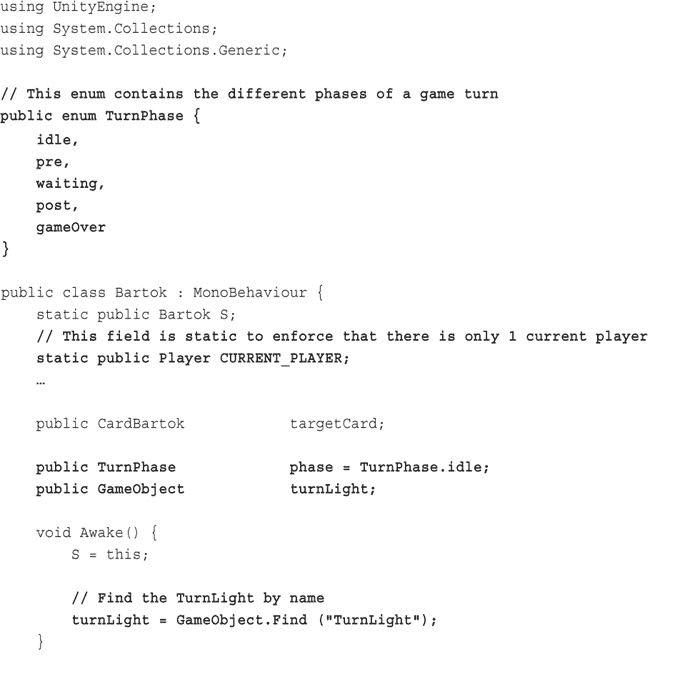 using UnityEngine;
using System.Collections;
using System.Collections.Generic;
// This enum contains the different phases of a game turn
public enum TurnPhase {
    idle,
    pre,
    waiting,
    post,
    gameOver
}
public class Bartok : MonoBehaviour {
    static public Bartok S;
    // This field is static to enforce that there is only 1 current player
    static public Player CURRENT_PLAYER;
    …
    public CardBartok            targetCard;
    public TurnPhase             phase = TurnPhase.idle;
    public GameObject            turnLight;
    void Awake() {
        S = this;
        // Find the TurnLight by name
        turnLight = GameObject.Find ("TurnLight");
    }